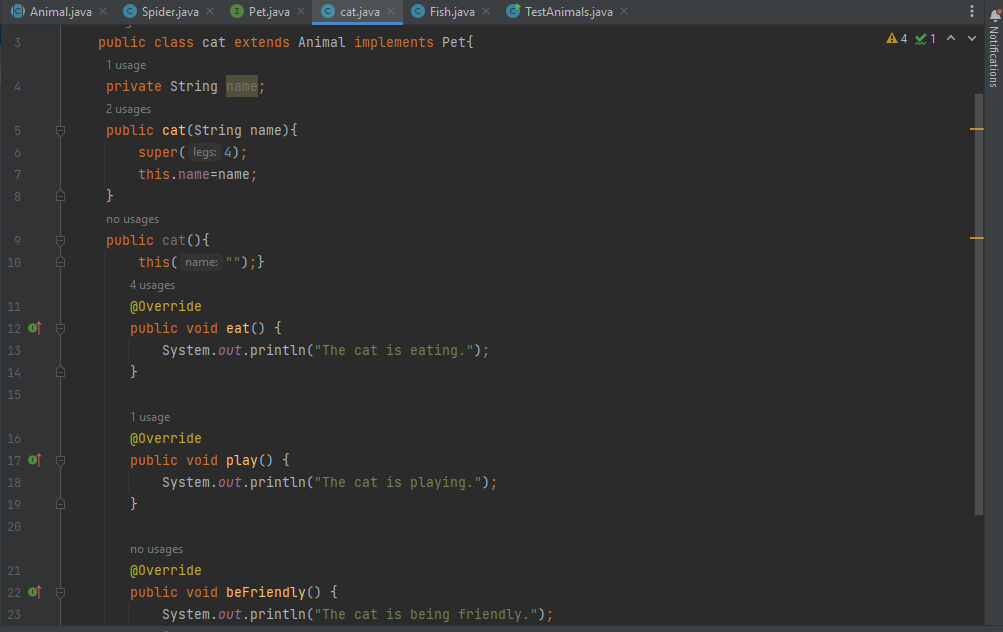 Animal.java Spider.java Pet.java cat.java Fish.java TestAnimals.java
4 1
Notifications
3 public class cat extends Animal implements Pet{
1 usage
4 private String name;
2 usages
5 public cat(String name){
6 super( legs: 4);
7 this.name=name;
8 }
no usages
9 public cat(){
10 this( name: "");}
4 usages
11 @Override
12 public void eat() {
13 System.out.println("The cat is eating.");
14 }
15
1 usage
16 @Override
17 public void play() {
18 System.out.println("The cat is playing.");
19 }
20
no usages
21 @Override
22 public void beFriendly() {
23 System.out.println("The cat is being friendly.");